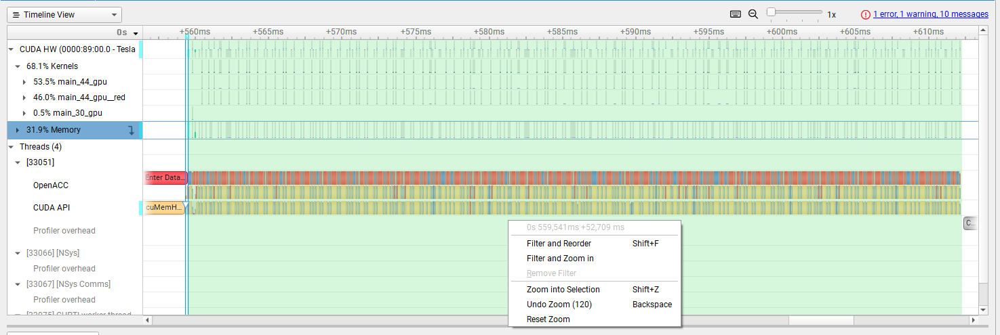 Timeline View
1x
1 error, 1 warning, 10 messages
0s
+560ms +565ms +570ms +575ms +580ms +585ms +590ms +595ms +600ms +605ms +610ms
CUDA HW (0000:89:00.0 - Tesla
68.1% Kernels
53.5% main_44_gpu
46.0% main_44_gpu__red
0.5% main_30_gpu
31.9% Memory
Threads (4)
[33051]
OpenACC
Enter Data...
CUDA API
cuMemH...
Profiler overhead
C...
[33066] [NSys]
Profiler overhead
[33067] [NSys Comms]
Profiler overhead
[33075] CUPTI worker thread
0s 559,541ms +52,709 ms
Filter and Reorder Shift+F
Filter and Zoom in
Remove Filter
Zoom into Selection Shift+Z
Undo Zoom (120) Backspace
Reset Zoom